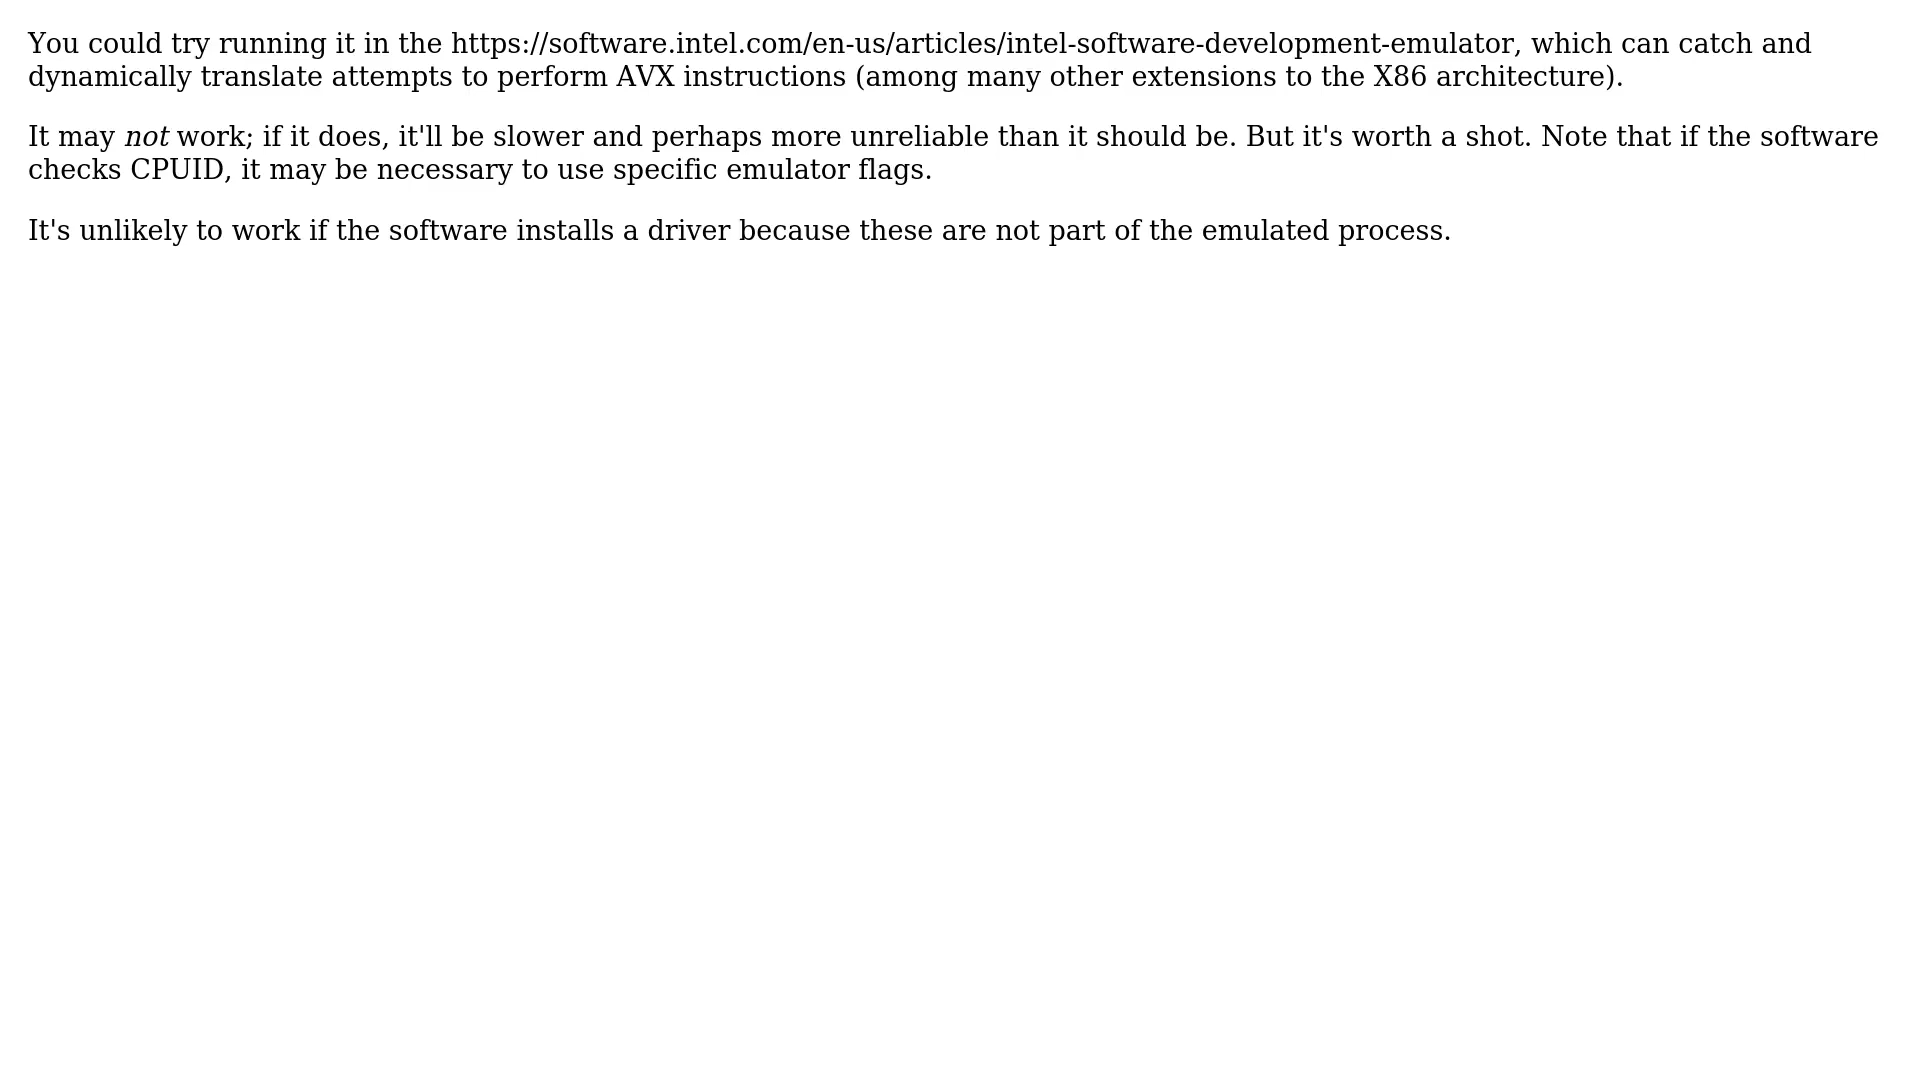 You could try running it in the https://software.intel.com/en-us/articles/intel-software-development-emulator, which can catch and
dynamically translate attempts to perform AVX instructions (among many other extensions to the X86 architecture).
It may not work; if it does, it'll be slower and perhaps more unreliable than it should be. But it's worth a shot. Note that if the software
checks CPUID, it may be necessary to use specific emulator flags.
It's unlikely to work if the software installs a driver because these are not part of the emulated process.